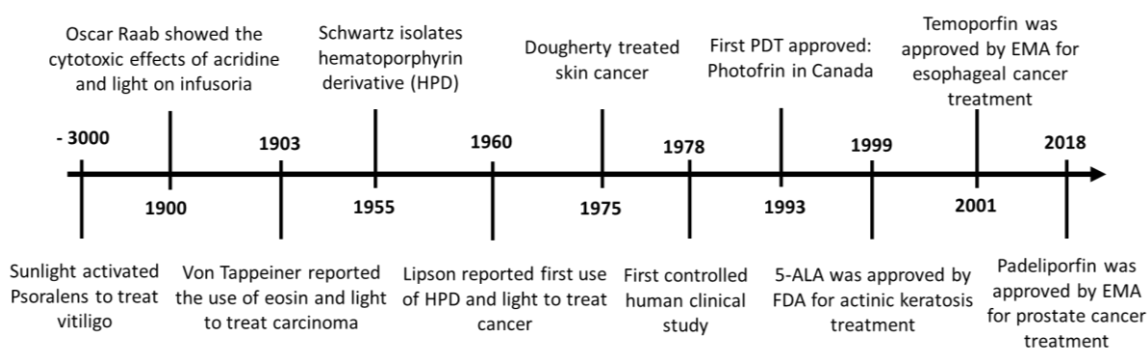 Oscar Raab showed the
cytotoxic effects of acridine
and light on infusoria
Schwartz isolates
hematoporphyrin
derivative (HPD)
Dougherty treated
skin cancer
First PDT approved:
Photofrin in Canada
Temoporfin was
approved by EMA for
esophageal cancer
treatment
- 3000
1903
1960
1978
1999
2018
1900
1955
1975
1993
2001
Sunlight activated
Psoralens to treat
vitiligo
Von Tappeiner reported
the use of eosin and light
to treat carcinoma
Lipson reported first use
of HPD and light to treat
cancer
First controlled
human clinical
study
5-ALA was approved by
FDA for actinic keratosis
treatment
Padeliporfin was
approved by EMA
for prostate cancer
treatment